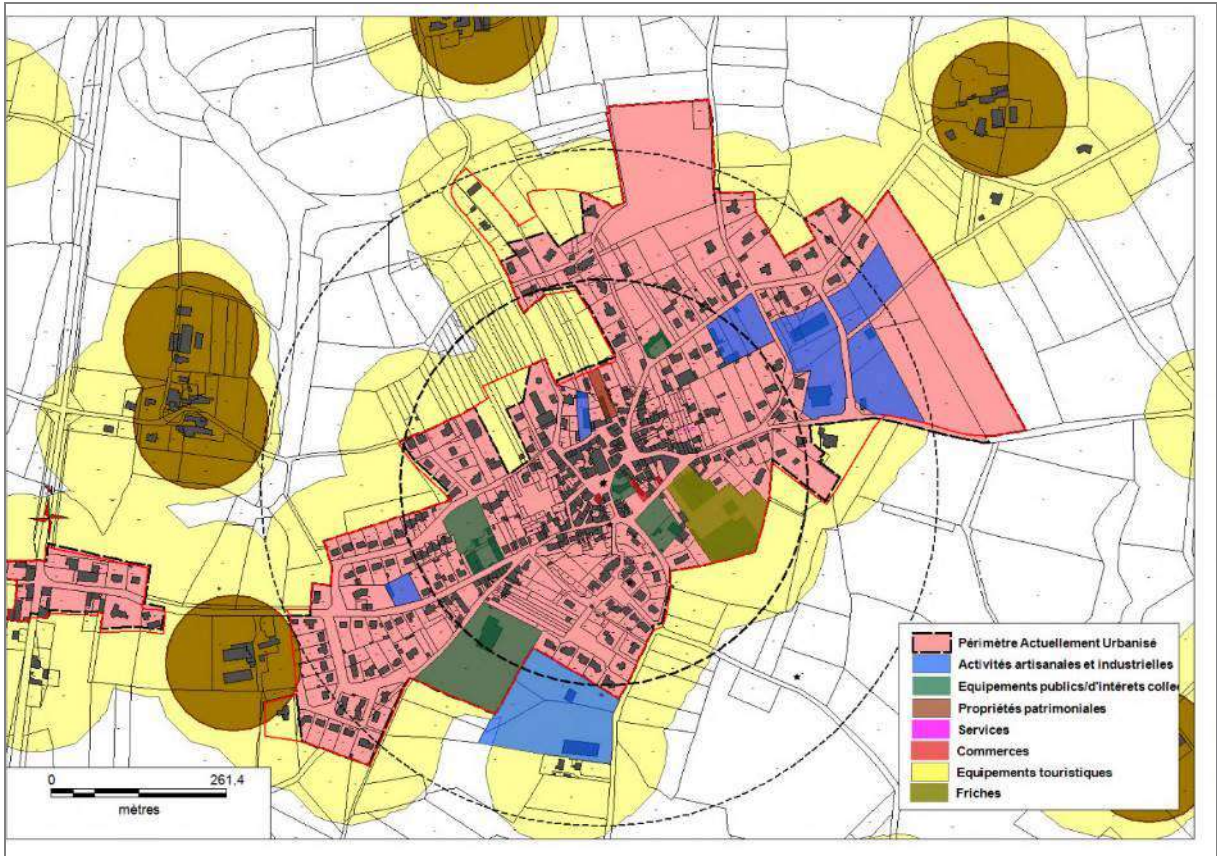 Périmètre Actuellement Urbanisé
Activités artisanales et industrielles
Equipements publics/d'intérets collec
Propriétés patrimoniales
Services
Commerces
Equipements touristiques
Friches
0 261.4
mètres